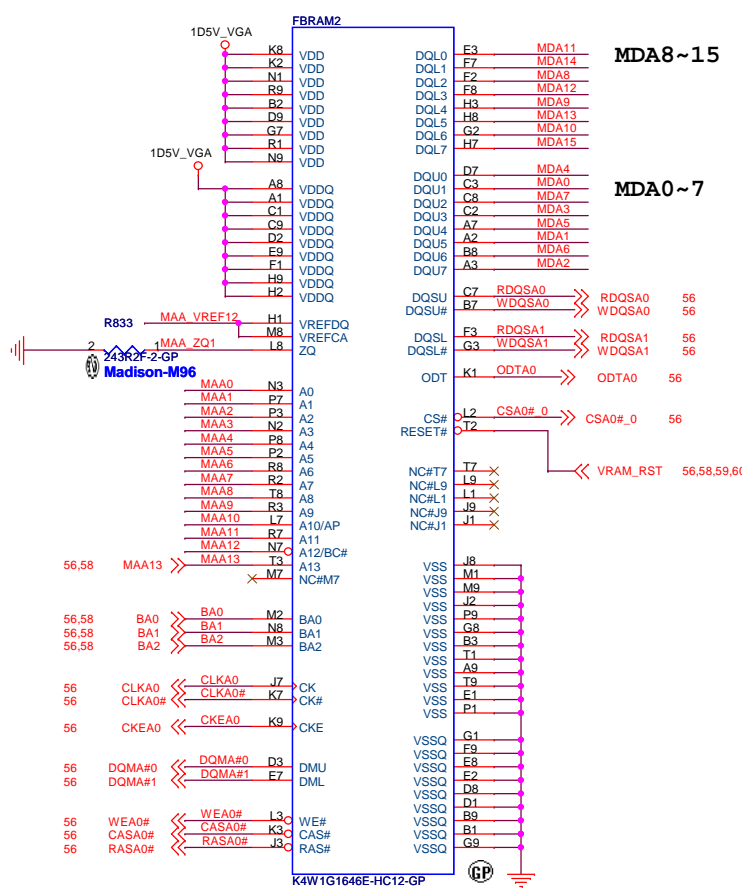 FBRAM2
1D5V_VGA
K8 VDD
K2 VDD
N1 VDD
R9 VDD
B2 VDD
D9 VDD
G7 VDD
R1 VDD
N9 VDD
1D5V_VGA
A8 VDDQ
A1 VDDQ
C1 VDDQ
C9 VDDQ
D2 VDDQ
E9 VDDQ
F1 VDDQ
H9 VDDQ
H2 VDDQ
R833
MAA_VREF12 H1 VREFDQ
M8 VREFCA
2 1 MAA_ZQ1 L8 ZQ
243R2F-2-GP
Madison-M96
MAA0 N3 A0
MAA1 P7 A1
MAA2 P3 A2
MAA3 N2 A3
MAA4 P8 A4
MAA5 P2 A5
MAA6 R8 A6
MAA7 R2 A7
MAA8 T8 A8
MAA9 R3 A9
MAA10 L7 A10/AP
MAA11 R7 A11
MAA12 N7 A12/BC#
56,58 MAA13 MAA13 T3 A13
M7 NC#M7
56,58 BA0 BA0 M2 BA0
56,58 BA1 BA1 N8 BA1
56,58 BA2 BA2 M3 BA2
56 CLKA0 CLKA0 J7 CK
56 CLKA0# CLKA0# K7 CK#
56 CKEA0 CKEA0 K9 CKE
56 DQMA#0 DQMA#0 D3 DMU
56 DQMA#1 DQMA#1 E7 DML
56 WEA0# WEA0# L3 WE#
56 CASA0# CASA0# K3 CAS#
56 RASA0# RASA0# J3 RAS#
DQL0 E3 MDA11
DQL1 F7 MDA14
DQL2 F2 MDA8
DQL3 F8 MDA12
DQL4 H3 MDA9
DQL5 H8 MDA13
DQL6 G2 MDA10
DQL7 H7 MDA15
MDA8~15
DQU0 D7 MDA4
DQU1 C3 MDA0
DQU2 C8 MDA7
DQU3 C2 MDA3
DQU4 A7 MDA5
DQU5 A2 MDA1
DQU6 B8 MDA6
DQU7 A3 MDA2
MDA0~7
DQSU C7 RDQSA0 RDQSA0 56
DQSU# B7 WDQSA0 WDQSA0 56
DQSL F3 RDQSA1 RDQSA1 56
DQSL# G3 WDQSA1 WDQSA1 56
ODT K1 ODTA0 ODTA0 56
CS# L2 CSA0#_0 CSA0#_0 56
RESET# T2
VRAM_RST 56,58,59,60
NC#T7 T7
NC#L9 L9
NC#L1 L1
NC#J9 J9
NC#J1 J1
VSS J8
VSS M1
VSS M9
VSS J2
VSS P9
VSS G8
VSS B3
VSS T1
VSS A9
VSS T9
VSS E1
VSS P1
VSSQ G1
VSSQ F9
VSSQ E8
VSSQ E2
VSSQ D8
VSSQ D1
VSSQ B9
VSSQ B1
VSSQ G9
GP
K4W1G1646E-HC12-GP